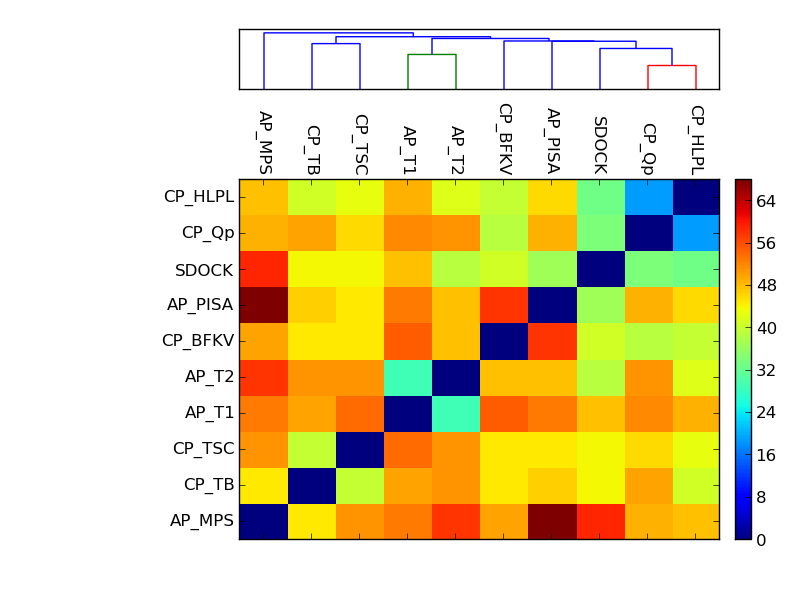 AP_MPS
CP_TB
CP_TSC
AP_T1
AP_T2
CP_BFKV
AP_PISA
SDOCK
CP_Qp
CP_HLPL
CP_HLPL
CP_Qp
SDOCK
AP_PISA
CP_BFKV
AP_T2
AP_T1
CP_TSC
CP_TB
AP_MPS
64
56
48
40
32
24
16
8
0